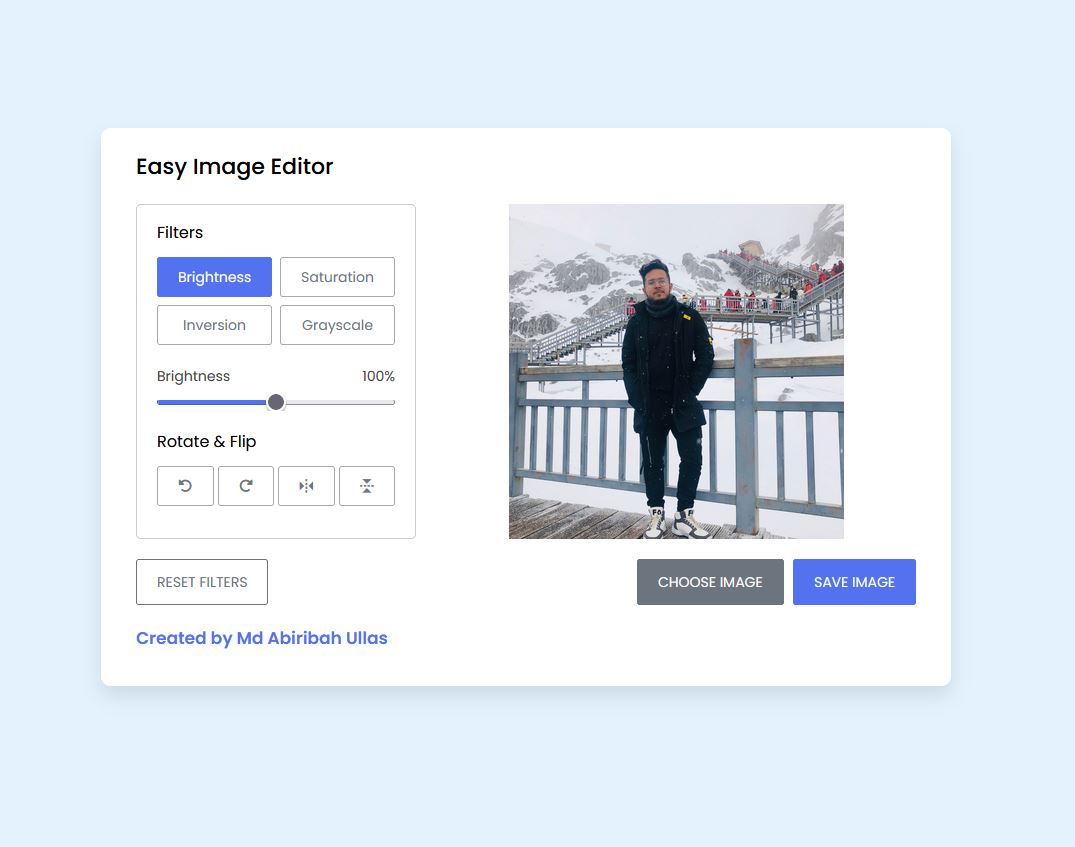 Easy Image Editor
Filters
Brightness
Saturation
Inversion
Grayscale
Brightness 100%
Rotate & Flip
RESET FILTERS
CHOOSE IMAGE
SAVE IMAGE
Created by Md Abiribah Ullas